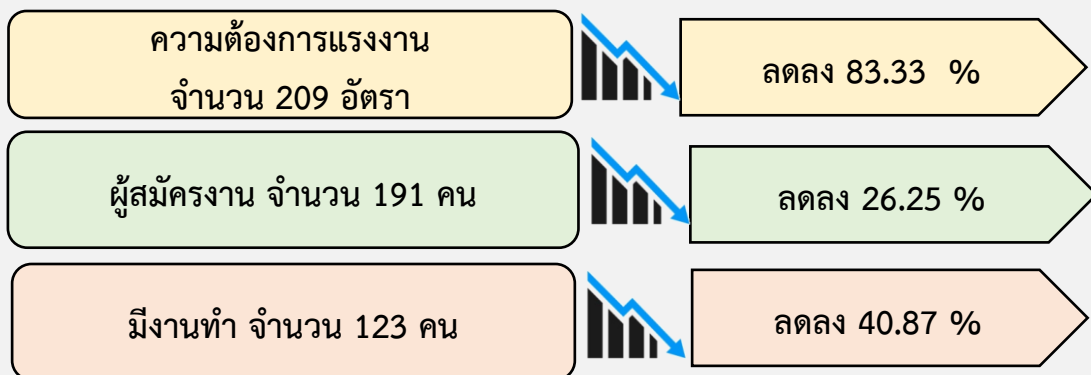 ความต้องการแรงงาน
จำนวน 209 อัตรา
ลดลง 83.33 %
ผู้สมัครงาน จำนวน 191 คน
ลดลง 26.25 %
มีงานทำ จำนวน 123 คน
ลดลง 40.87 %